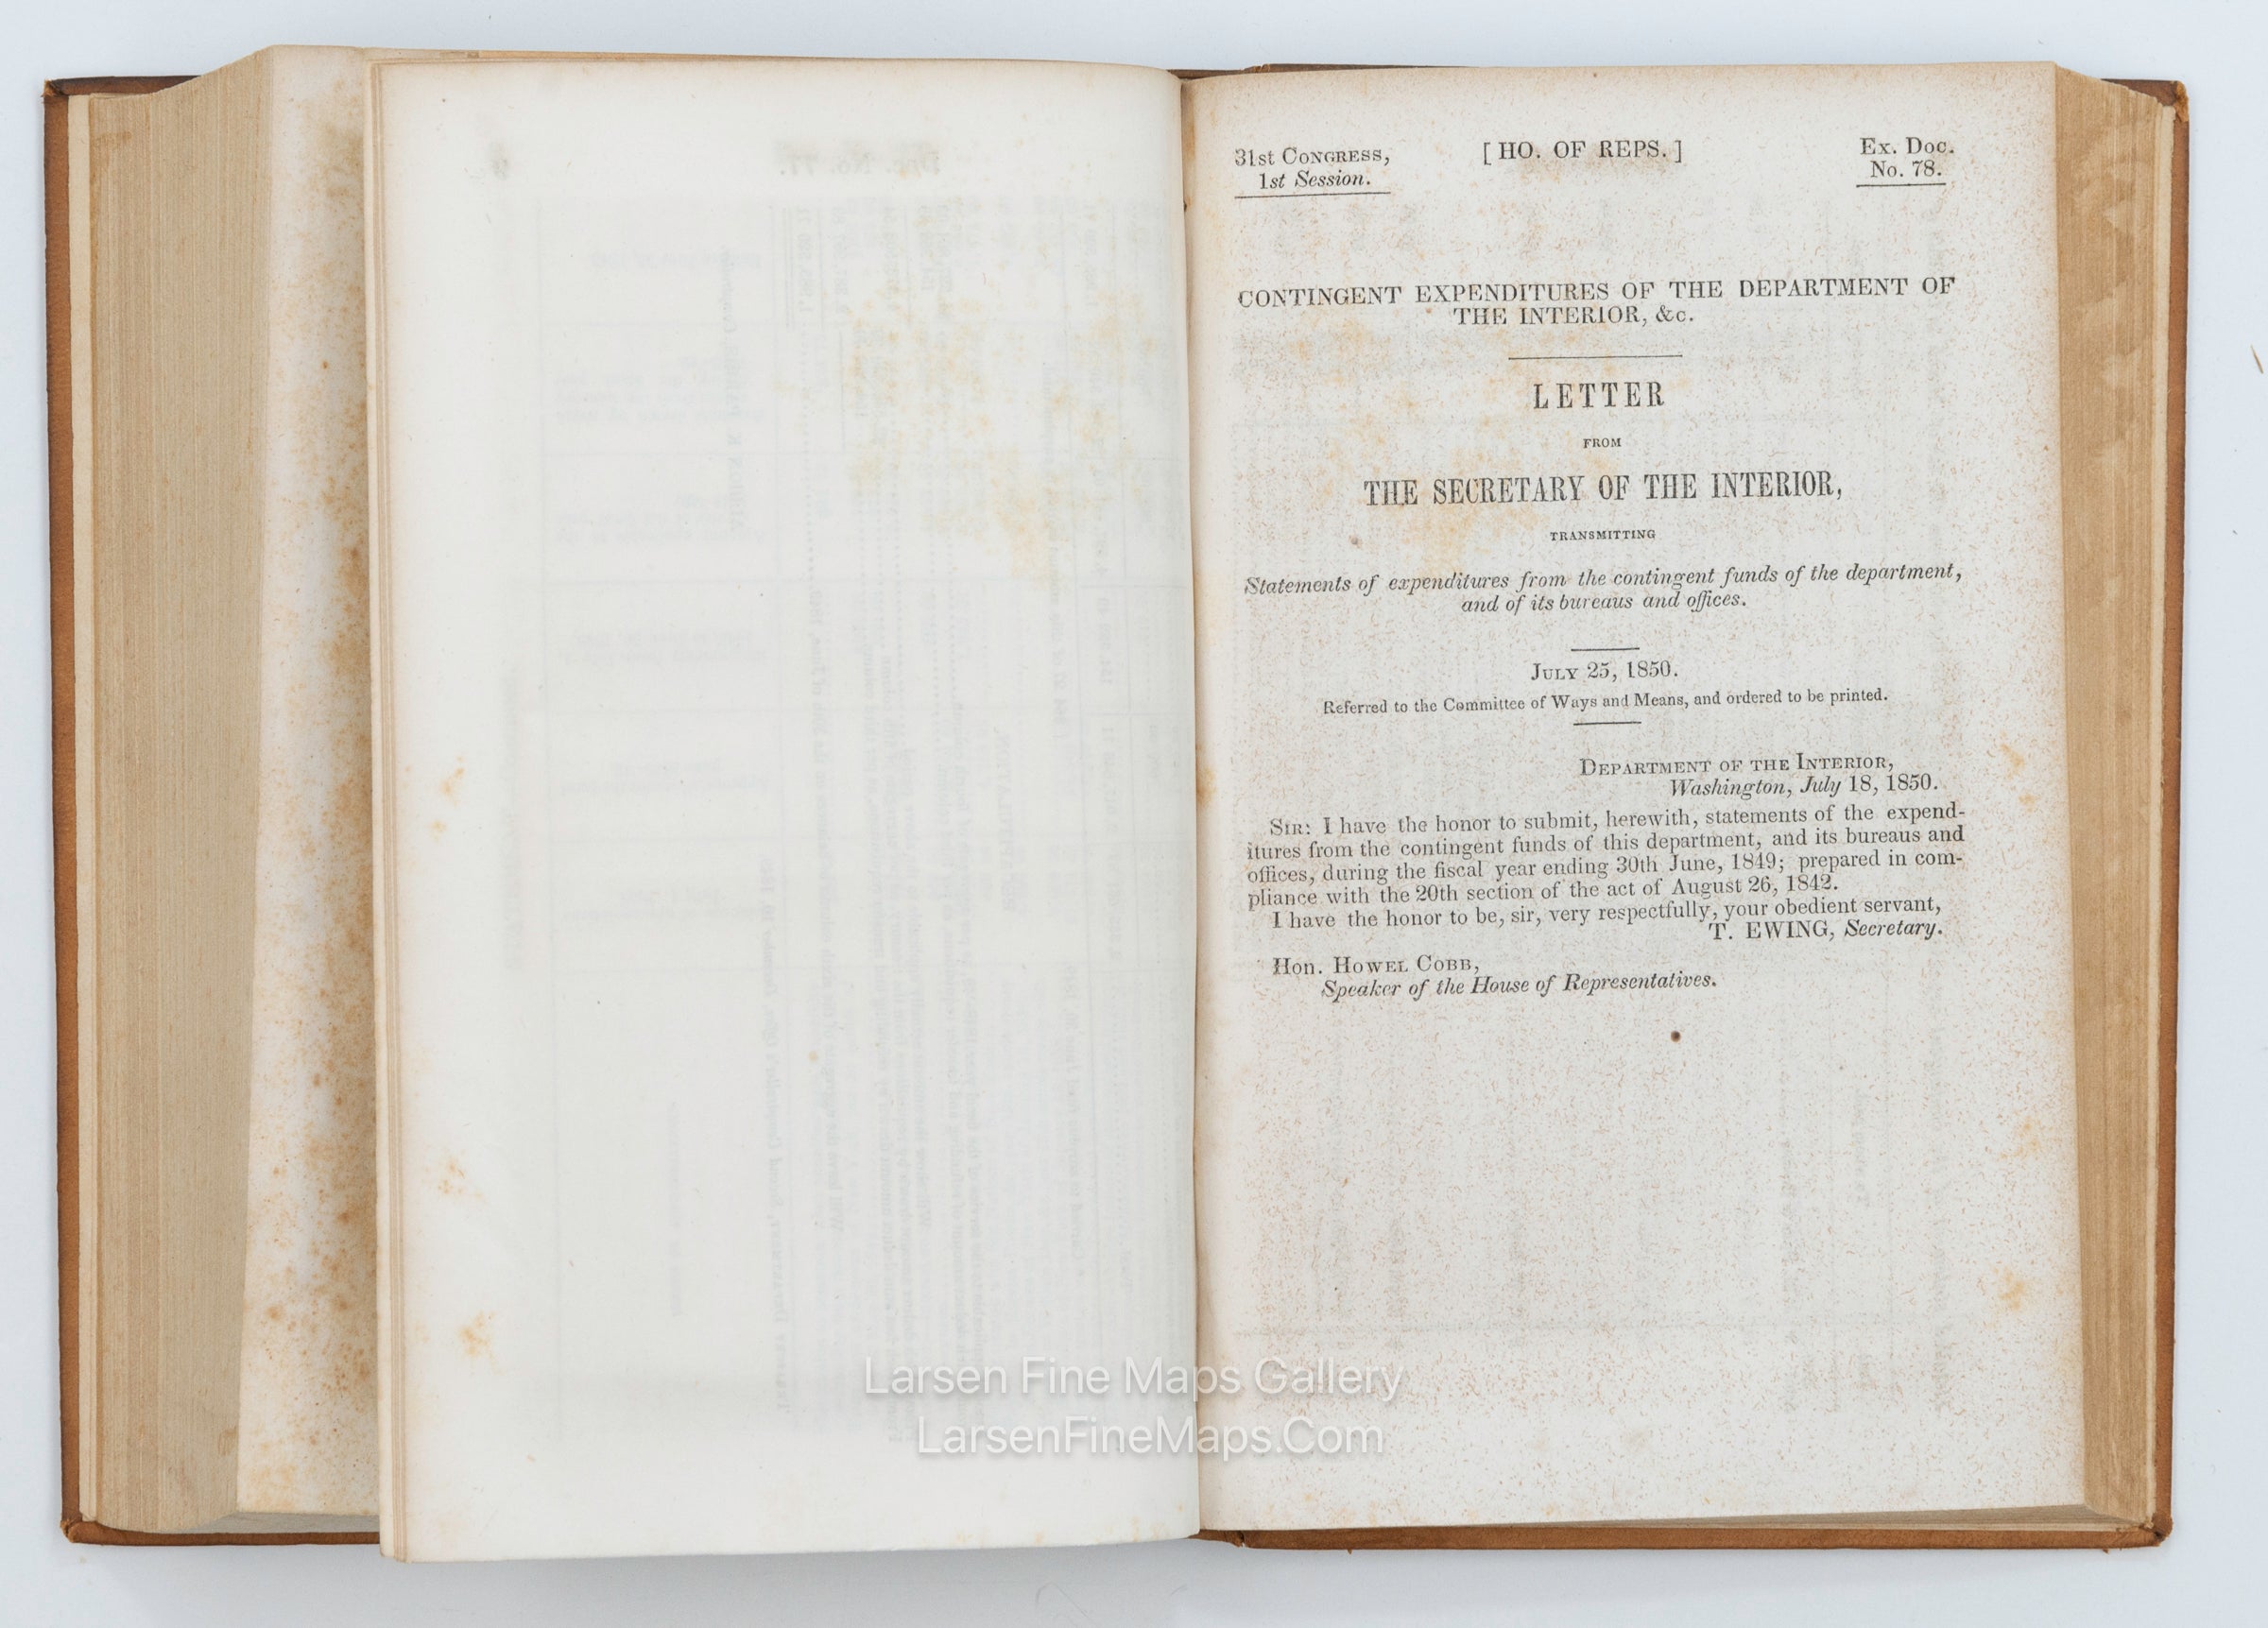 31st CONGRESS,
1st Session.
[ HO. OF REPS. ]
Ex. Doc.
No. 78.
CONTINGENT EXPENDITURES OF THE DEPARTMENT OF
THE INTERIOR, &c.
LETTER
FROM
THE SECRETARY OF THE INTERIOR,
TRANSMITTING
Statements of expenditures from the contingent funds of the department,
and of its bureaus and offices.
JULY 25, 1850.
Referred to the Committee of Ways and Means, and ordered to be printed.
DEPARTMENT OF THE INTERIOR,
Washington, July 18, 1850.
SIR: I have the honor to submit, herewith, statements of the expend-
itures from the contingent funds of this department, and its bureaus and
offices, during the fiscal year ending 30th June, 1849; prepared in com-
pliance with the 20th section of the act of August 26, 1842.
I have the honor to be, sir, very respectfully, your obedient servant,
T. EWING, Secretary.
Hon. HOWEL COBB,
Speaker of the House of Representatives.
Larsen Fine Maps Gallery
LarsenFineMaps.Com